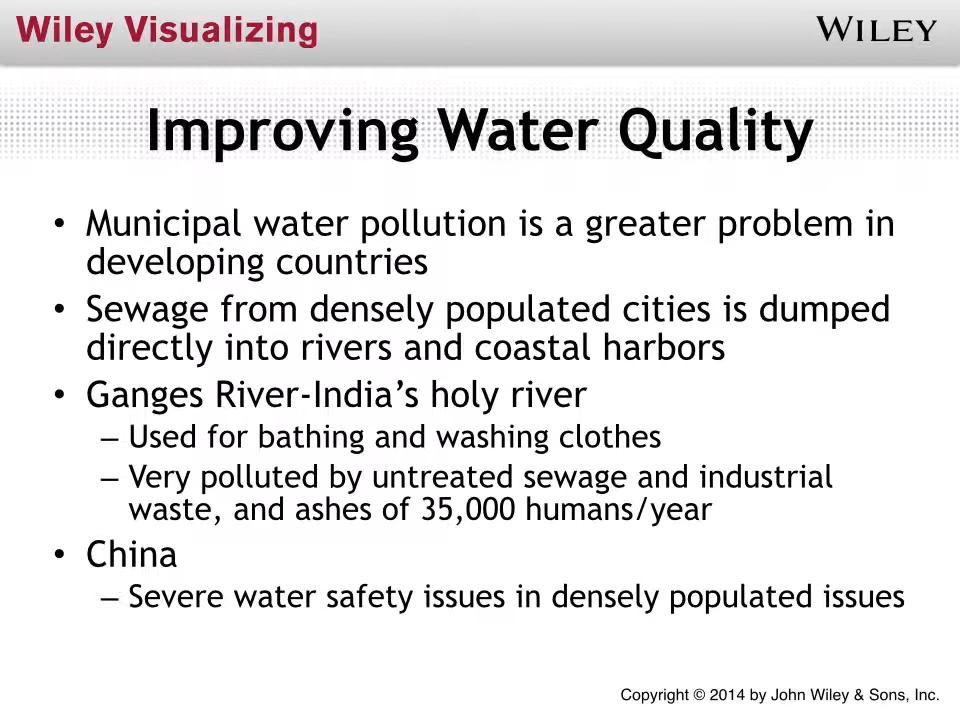 Wiley Visualizing
WILEY
Improving Water Quality
• Municipal water pollution is a greater problem in
developing countries
• Sewage from densely populated cities is dumped
directly into rivers and coastal harbors
• Ganges River-India’s holy river
– Used for bathing and washing clothes
– Very polluted by untreated sewage and industrial
waste, and ashes of 35,000 humans/year
• China
– Severe water safety issues in densely populated issues
Copyright © 2014 by John Wiley & Sons, Inc.